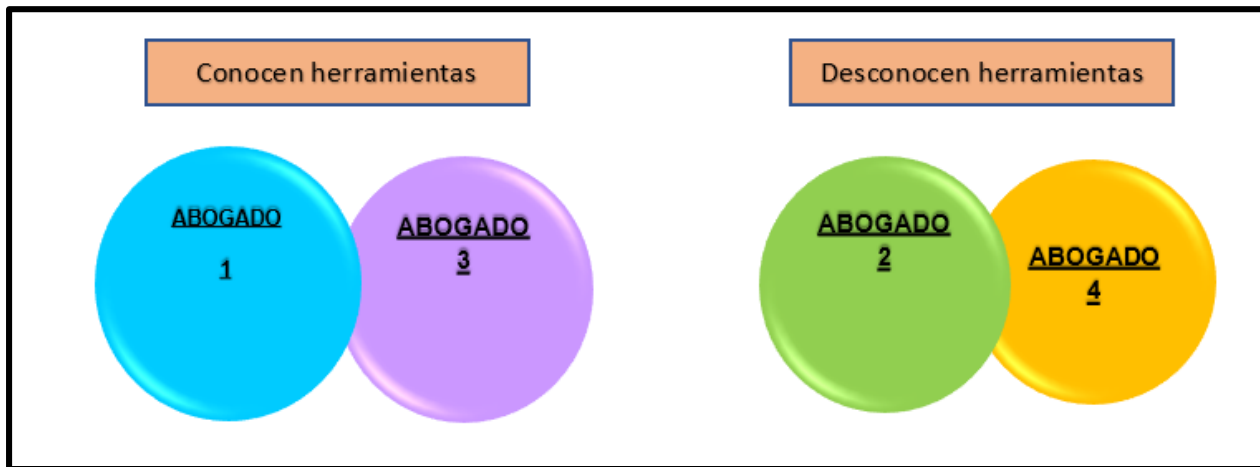 Conocen herramientas
Desconocen herramientas
ABOGADO
1
ABOGADO
3
ABOGADO
2
ABOGADO
4